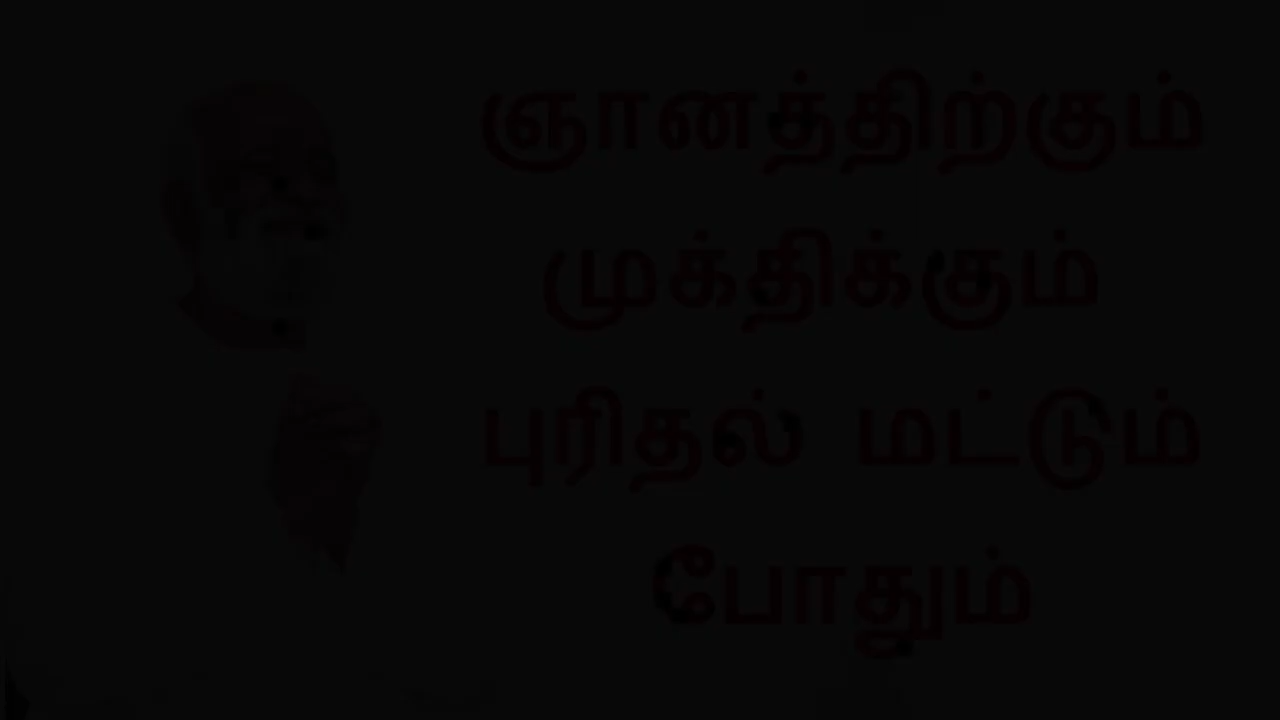 ஞானத்திற்கும்
முக்திக்கும்
புரிதல் மட்டும்
போதும்